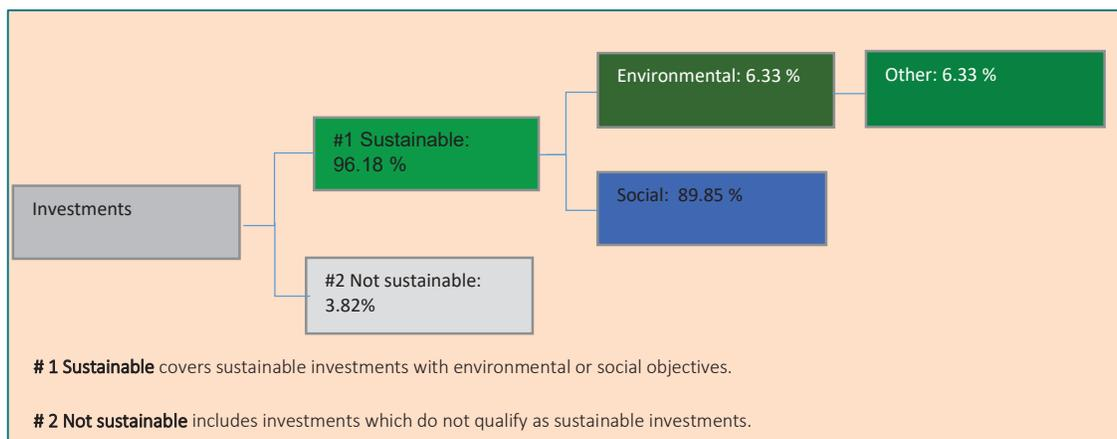 Investments
#1 Sustainable:
96.18 %
#2 Not sustainable:
3.82%
Environmental: 6.33 %
Other: 6.33 %
Social:  89.85 %
# 1 Sustainable covers sustainable investments with environmental or social objectives.
# 2 Not sustainable includes investments which do not qualify as sustainable investments.